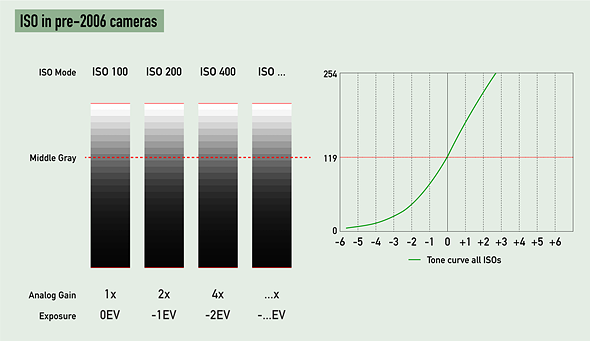 ISO in pre-2006 cameras
ISO Mode ISO 100 ISO 200 ISO 400 ISO ...
Middle Gray
Analog Gain 1x 2x 4x ...x
Exposure 0EV -1EV -2EV -...EV
254
119
0
-6 -5 -4 -3 -2 -1 0 +1 +2 +3 +4 +5 +6
Tone curve all ISOs